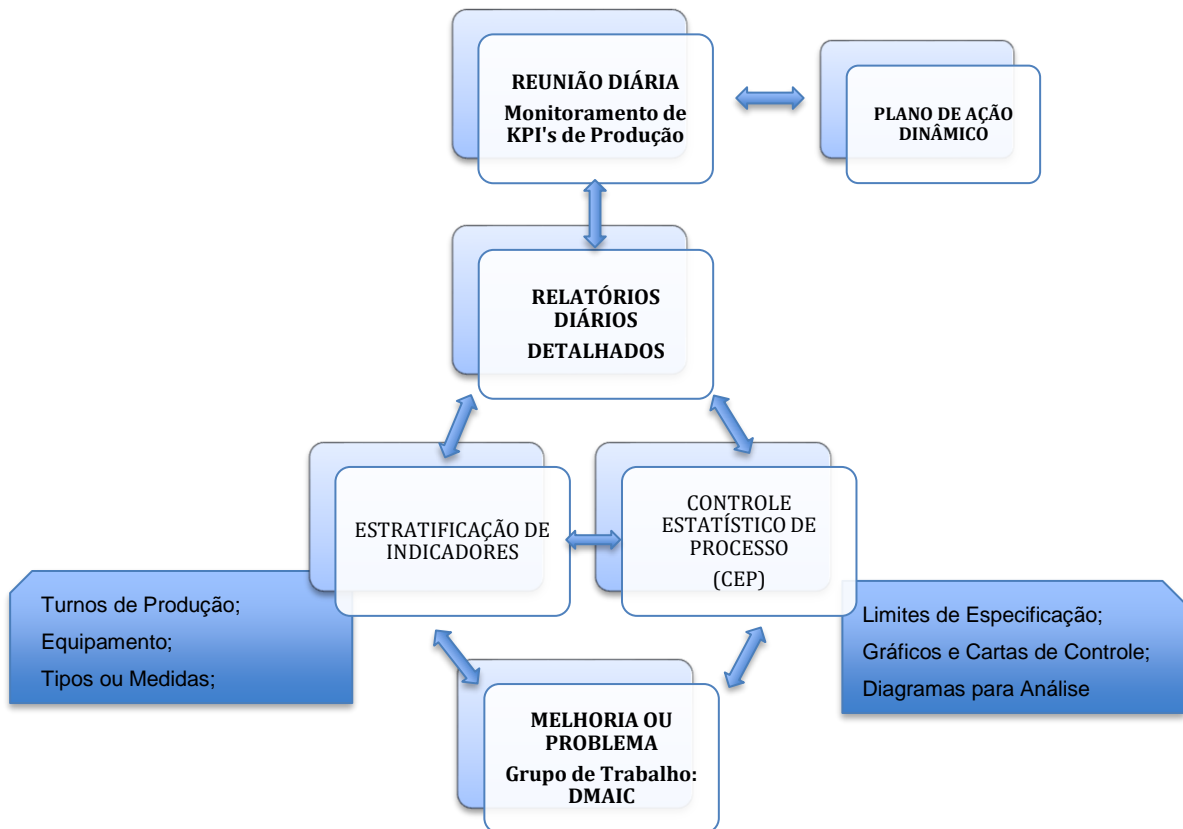 REUNIÃO DIÁRIA
Monitoramento de
KPI's de Produção
PLANO DE AÇÃO
DINÂMICO
RELATÓRIOS
DIÁRIOS
DETALHADOS
ESTRATIFICAÇÃO DE
INDICADORES
CONTROLE
ESTATÍSTICO DE
PROCESSO
(CEP)
Turnos de Produção;
Equipamento;
Tipos ou Medidas;
Limites de Especificação;
Gráficos e Cartas de Controle;
Diagramas para Análise
MELHORIA OU
PROBLEMA
Grupo de Trabalho:
DMAIC